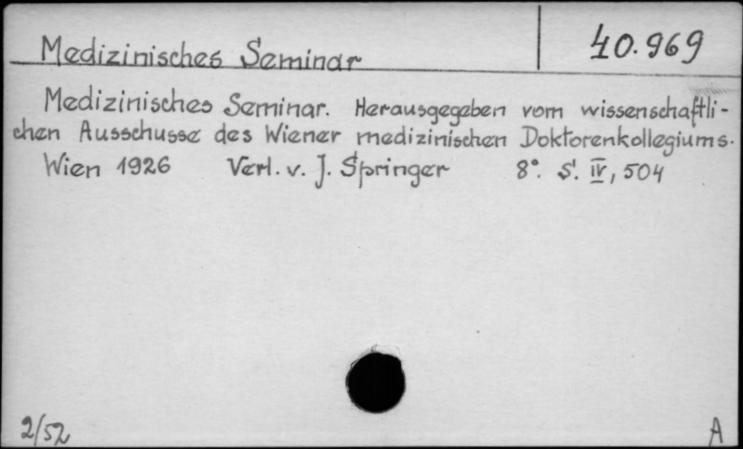 Medizinisches Seminar 40.969
Medizinisches Seminar. Herausgegeben vom wissenschaftli-
chen Ausschusse des Wiener medizinischen Doktorenkollegiums.
Wien 1926 Verl. v. J. Springer 8°. S. IV, 504
2/52 A